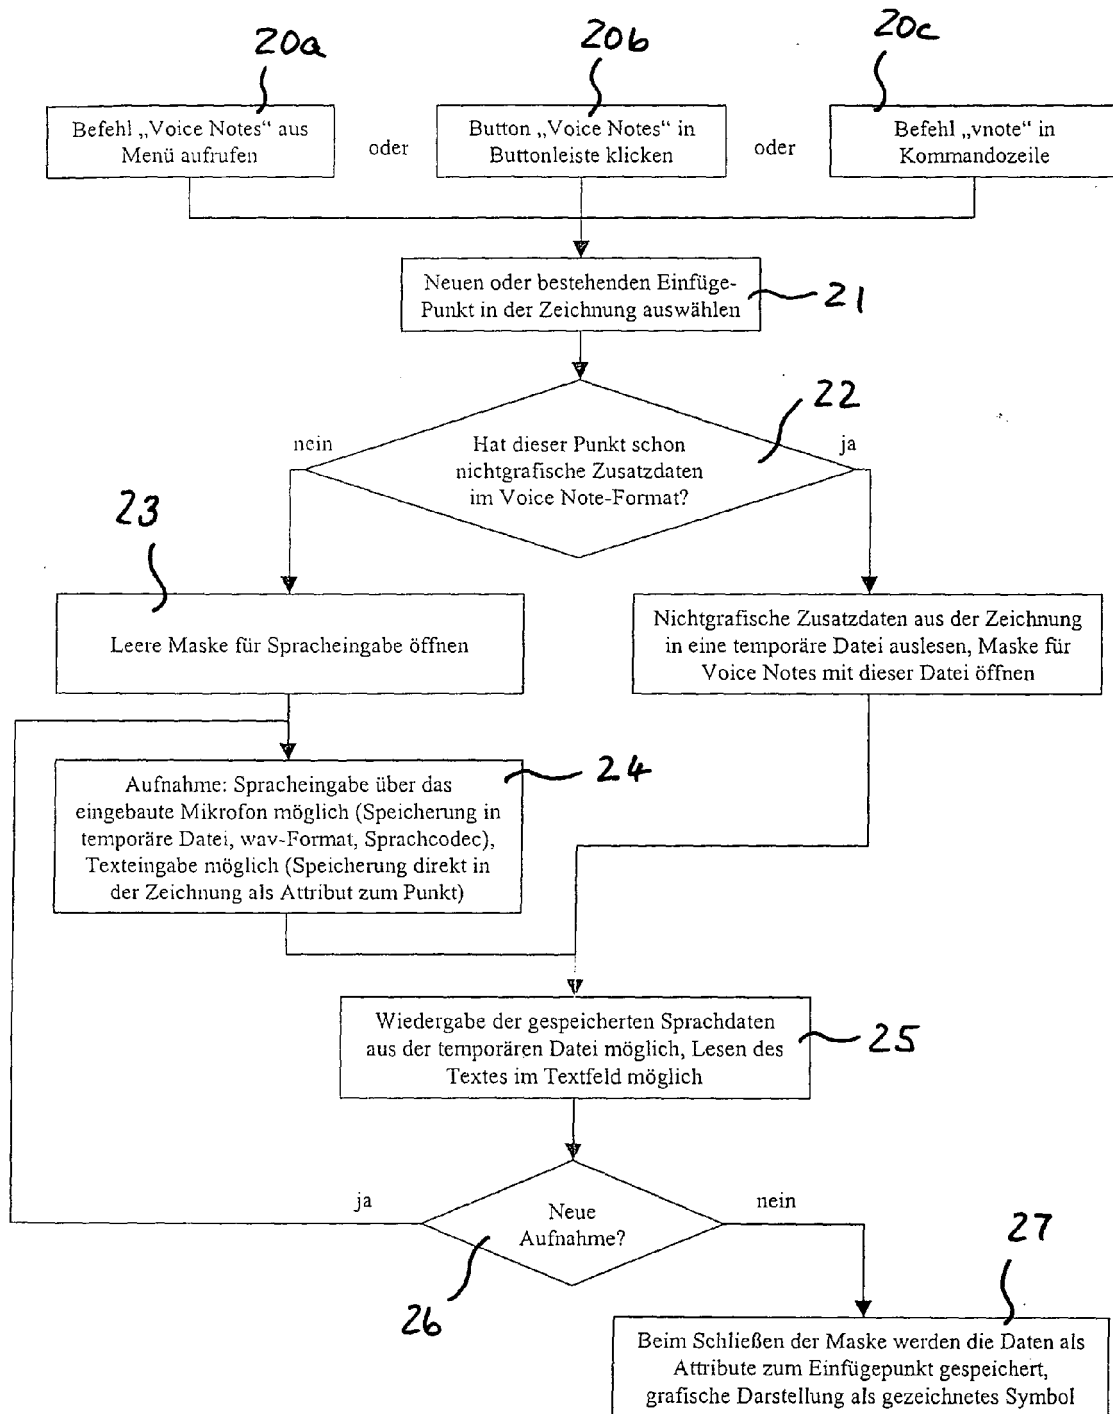 20a
20b
20c
Befehl „Voice Notes“ aus
Menü aufrufen
oder
Button „Voice Notes“ in
Buttonleiste klicken
oder
Befehl „vnote“ in
Kommandozeile
Neuen oder bestehenden Einfüge-
Punkt in der Zeichnung auswählen
21
22
nein
Hat dieser Punkt schon
nichtgrafische Zusatzdaten
im Voice Note-Format?
ja
23
Leere Maske für Spracheingabe öffnen
Nichtgrafische Zusatzdaten aus der Zeichnung
in eine temporäre Datei auslesen, Maske für
Voice Notes mit dieser Datei öffnen
Aufnahme: Spracheingabe über das
eingebaute Mikrofon möglich (Speicherung in
temporäre Datei, wav-Format, Sprachcodec),
Texteingabe möglich (Speicherung direkt in
der Zeichnung als Attribut zum Punkt)
24
Wiedergabe der gespeicherten Sprachdaten
aus der temporären Datei möglich, Lesen des
Textes im Textfeld möglich
25
ja
Neue
Aufnahme?
nein
26
27
Beim Schließen der Maske werden die Daten als
Attribute zum Einfügepunkt gespeichert,
grafische Darstellung als gezeichnetes Symbol